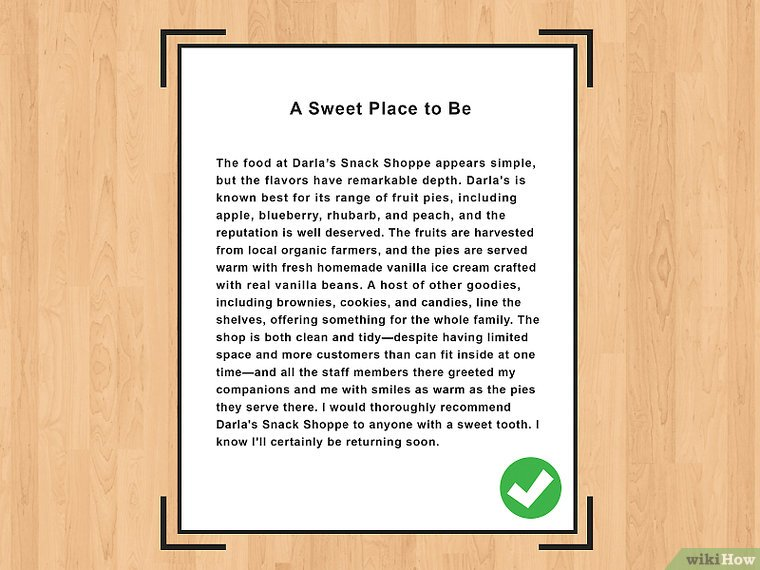 A Sweet Place to Be
The food at Darla's Snack Shoppe appears simple,
but the flavors have remarkable depth. Darla's is
known best for its range of fruit pies, including
apple, blueberry, rhubarb, and peach, and the
reputation is well deserved. The fruits are harvested
from local organic farmers, and the pies are served
warm with fresh homemade vanilla ice cream crafted
with real vanilla beans. A host of other goodies,
including brownies, cookies, and candies, line the
shelves, offering something for the whole family. The
shop is both clean and tidy—despite having limited
space and more customers than can fit inside at one
time—and all the staff members there greeted my
companions and me with smiles as warm as the pies
they serve there. I would thoroughly recommend
Darla's Snack Shoppe to anyone with a sweet tooth. I
know I'll certainly be returning soon.
wikiHow